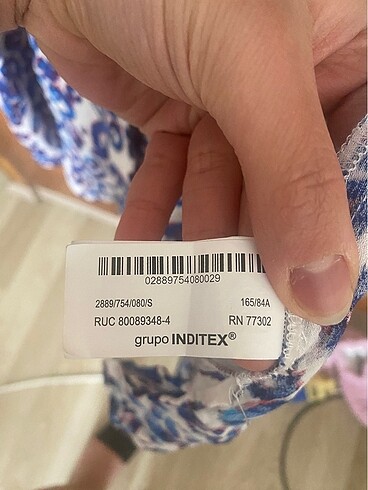 02889754080029
2889/754/080/S 165/84A
RUC 80089348-4 RN 77302
grupo INDITEX®